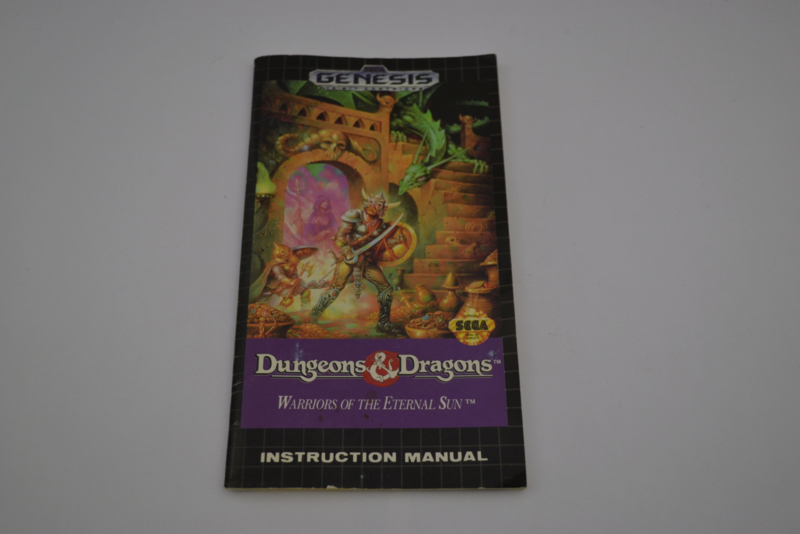 GENESIS
SEGA
Dungeons & Dragons™
WARRIORS OF THE ETERNAL SUN™
INSTRUCTION MANUAL